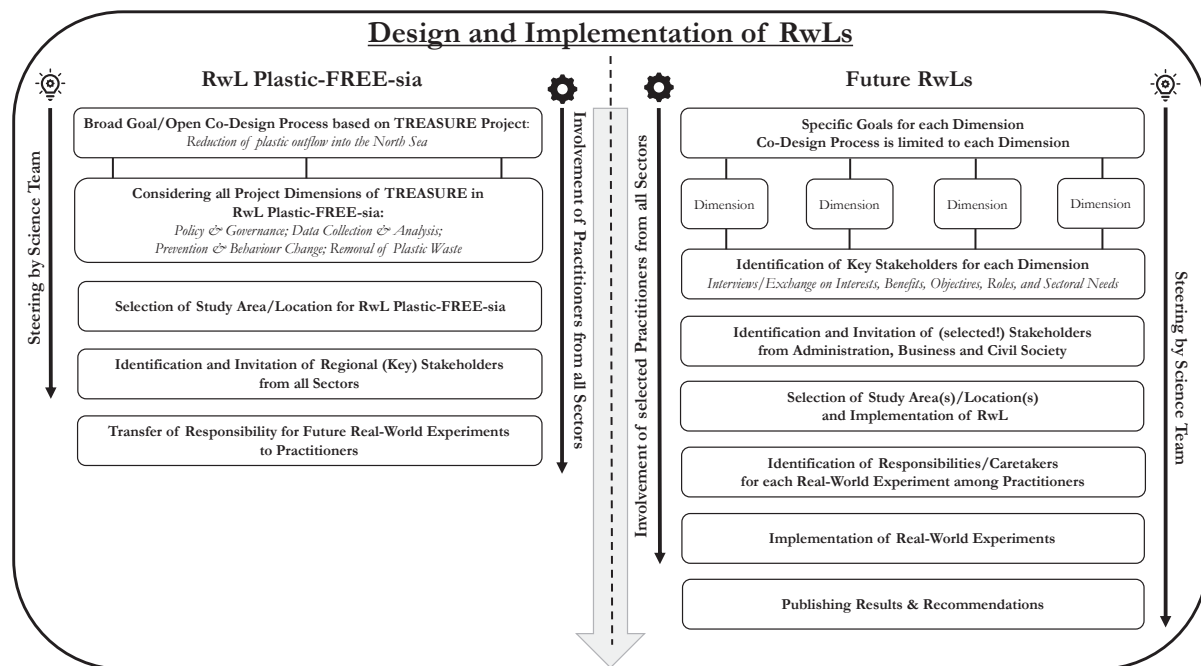 Design and Implementation of RwLs
RwL Plastic-FREE-sia
Steering by Science Team
Broad Goal/Open Co-Design Process based on TREASURE Project:
Reduction of plastic outflow into the North Sea
Considering all Project Dimensions of TREASURE in
RwL Plastic-FREE-sia:
Policy & Governance; Data Collection & Analysis;
Prevention & Behaviour Change; Removal of Plastic Waste
Selection of Study Area/Location for RwL Plastic-FREE-sia
Identification and Invitation of Regional (Key) Stakeholders
from all Sectors
Transfer of Responsibility for Future Real-World Experiments
to Practitioners
Involvement of Practitioners from all Sectors
Future RwLs
Involvement of selected Practitioners from all Sectors
Specific Goals for each Dimension
Co-Design Process is limited to each Dimension
Dimension
Dimension
Dimension
Dimension
Identification of Key Stakeholders for each Dimension
Interviews/Exchange on Interests, Benefits, Objectives, Roles, and Sectoral Needs
Identification and Invitation of (selected!) Stakeholders
from Administration, Business and Civil Society
Selection of Study Area(s)/Location(s)
and Implementation of RwL
Identification of Responsibilities/Caretakers
for each Real-World Experiment among Practitioners
Implementation of Real-World Experiments
Publishing Results & Recommendations
Steering by Science Team